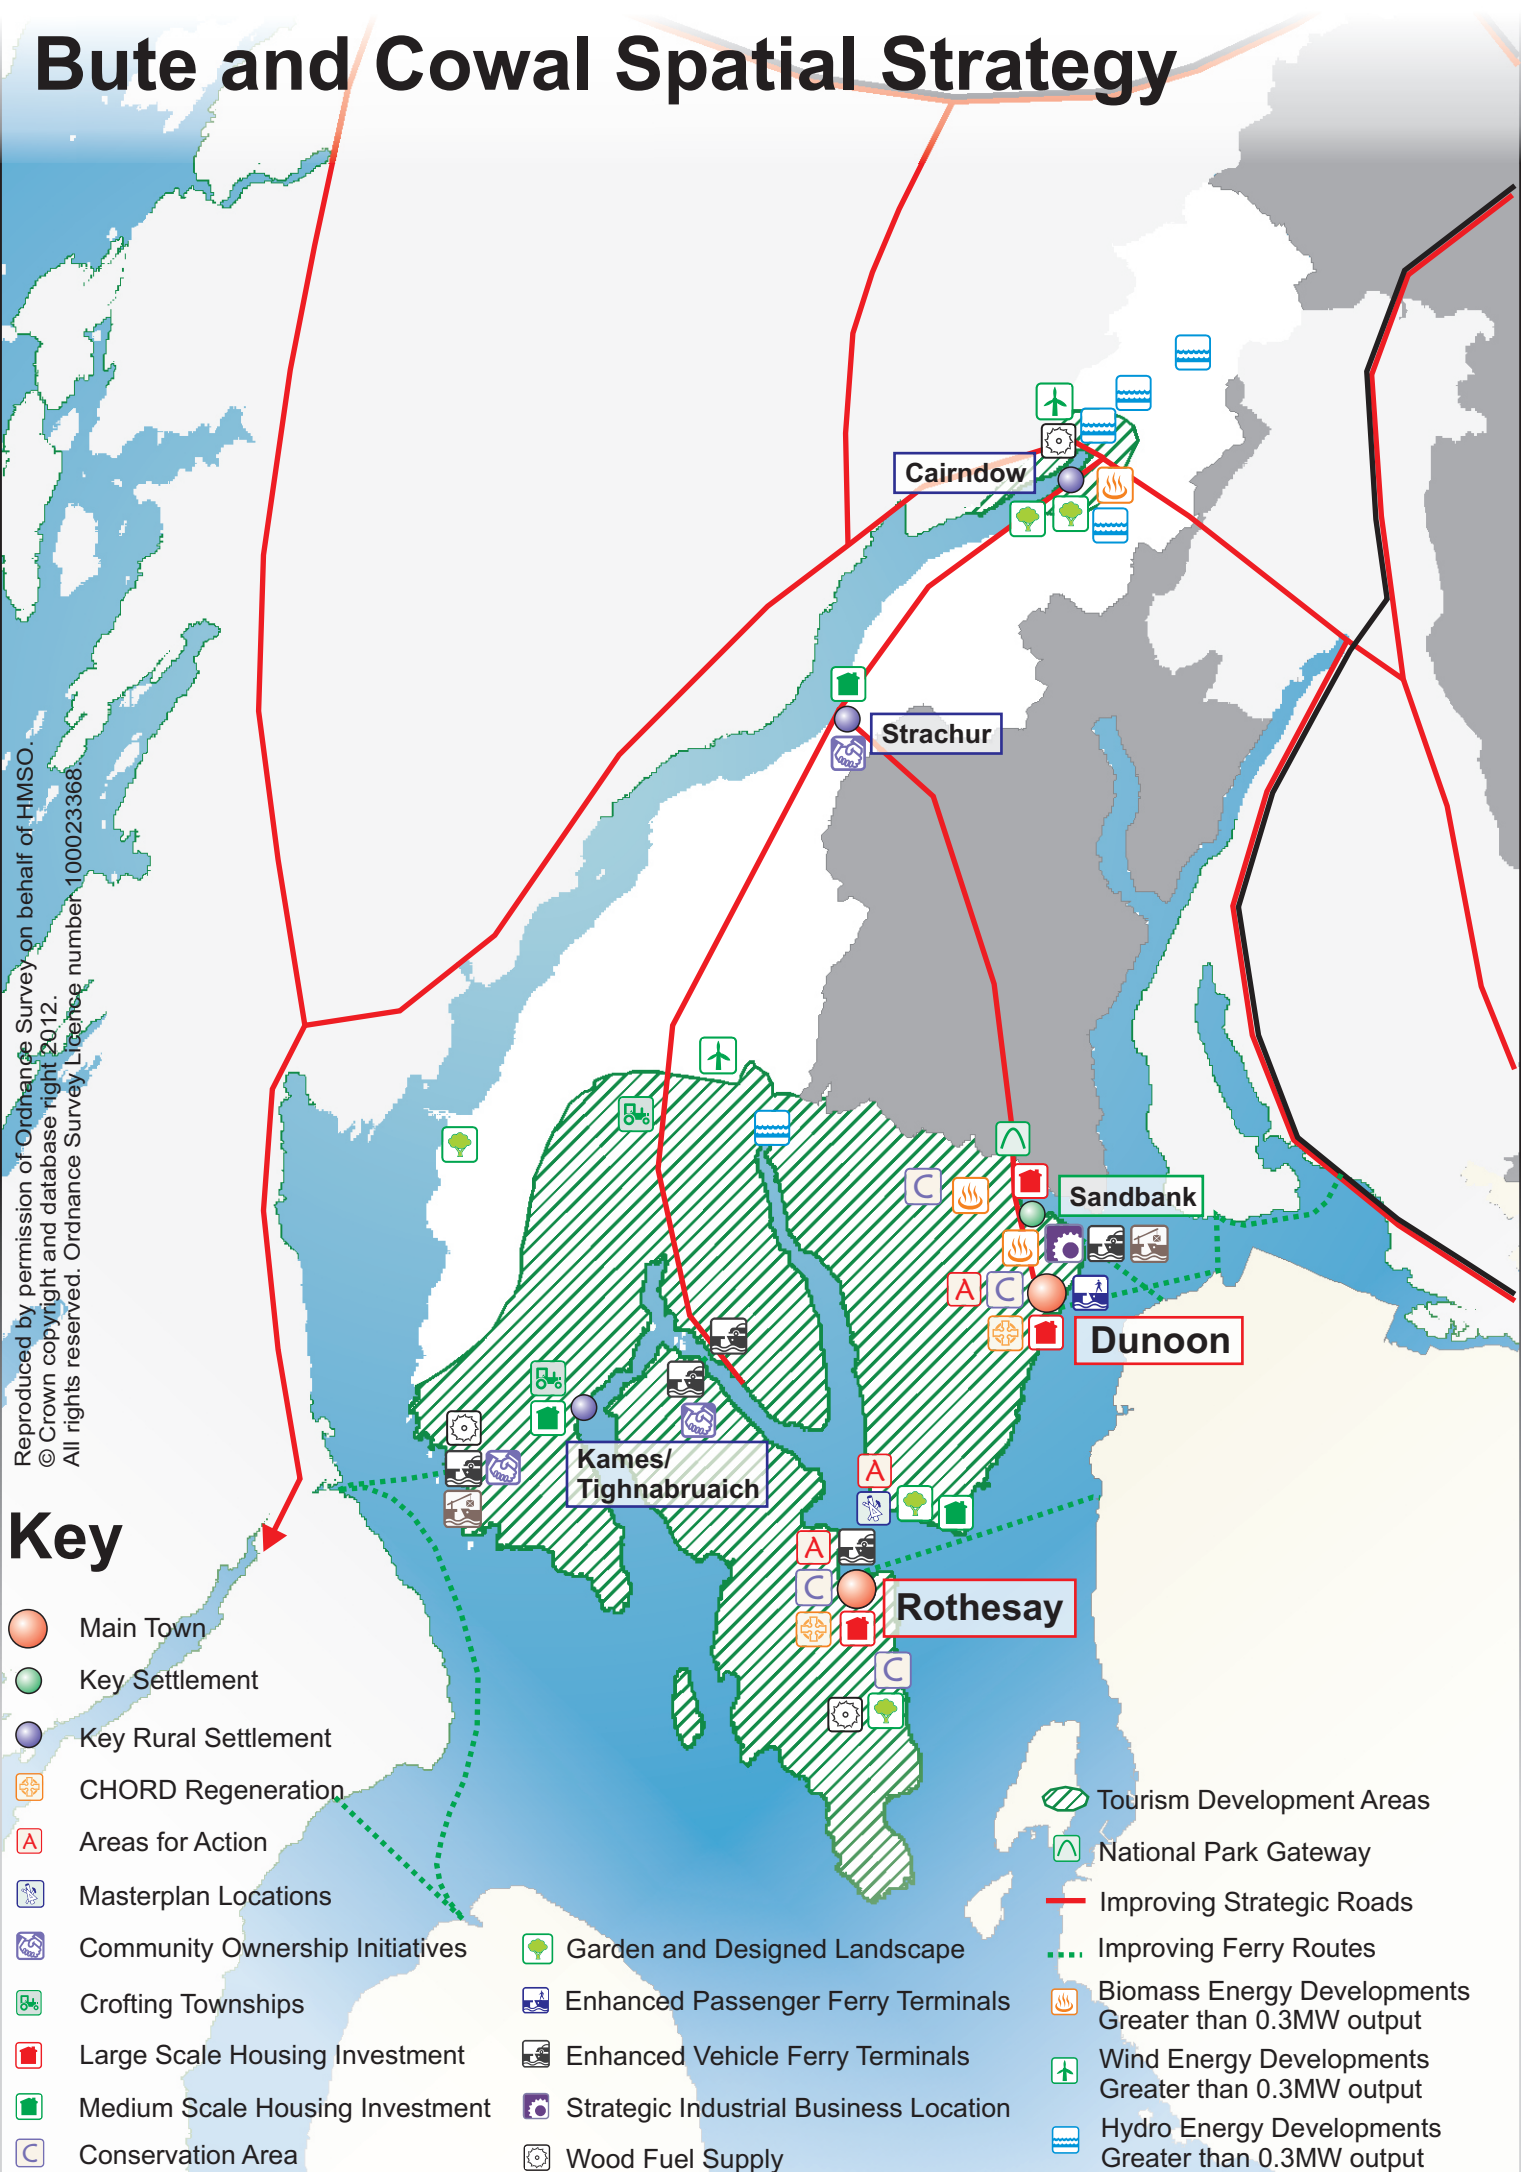 Bute and Cowal Spatial Strategy
Cairndow
Strachur
Sandbank
Dunoon
Kames/
Tighnabruaich
Rothesay
Reproduced by permission of Ordnance Survey on behalf of HMSO.
© Crown copyright and database right 2012.
All rights reserved. Ordnance Survey Licence number 100023368.
C
A
C
A
A
C
C
Key
Main Town
Key Settlement
Key Rural Settlement
CHORD Regeneration
A
Areas for Action
Masterplan Locations
Community Ownership Initiatives
Crofting Townships
Large Scale Housing Investment
Medium Scale Housing Investment
C
Conservation Area
Garden and Designed Landscape
Enhanced Passenger Ferry Terminals
Enhanced Vehicle Ferry Terminals
Strategic Industrial Business Location
Wood Fuel Supply
Tourism Development Areas
National Park Gateway
Improving Strategic Roads
Improving Ferry Routes
Biomass Energy Developments
Greater than 0.3MW output
Wind Energy Developments
Greater than 0.3MW output
Hydro Energy Developments
Greater than 0.3MW output